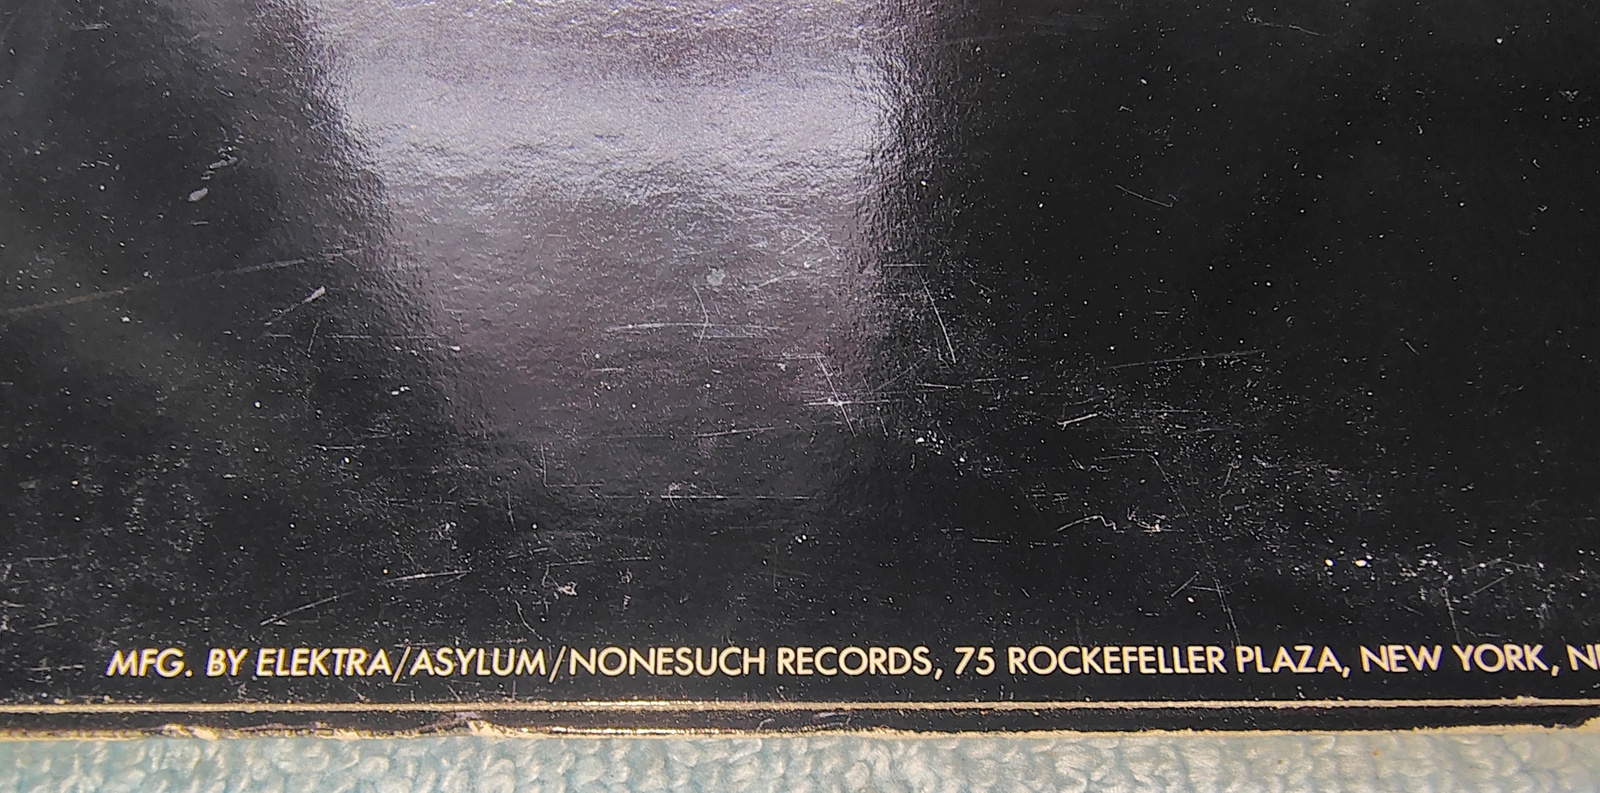 MFG. BY ELEKTRA/ASYLUM/NONESUCH RECORDS, 75 ROCKEFELLER PLAZA, NEW YORK,